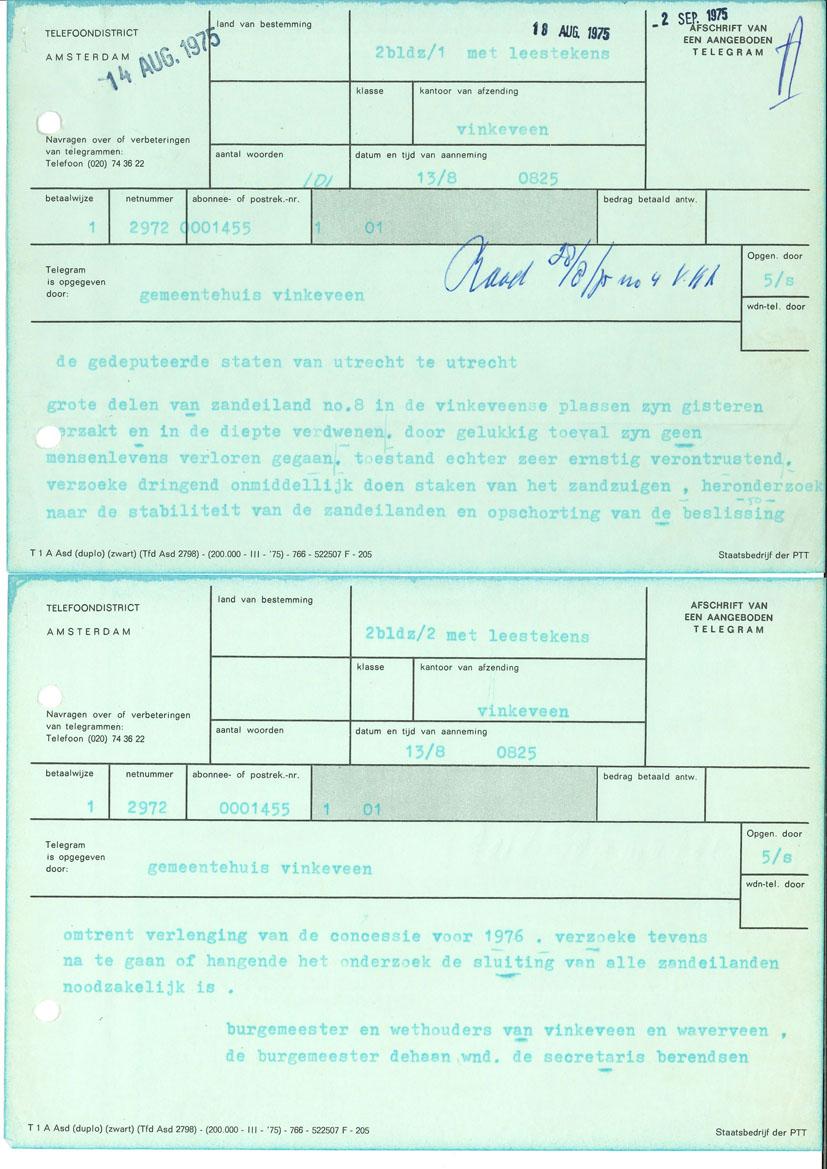 TELEFOONDISTRICT
AMSTERDAM
14 AUG. 1975
land van bestemming
18 AUG. 1975
-2 SEP. 1975
AFSCHRIFT VAN
EEN AANGEBODEN
TELEGRAM
2bldz/1 met leestekens
klasse
kantoor van afzending
vinkeveen
Navragen over of verbeteringen
van telegrammen:
Telefoon (020) 74 36 22
aantal woorden
101
datum en tijd van aanneming
13/8 0825
betaalwijze
1
netnummer
2972
abonnee- of postrek.-nr.
0001455
1 01
bedrag betaald antw.
Telegram
is opgegeven
door:
gemeentehuis vinkeveen
Raad 28/8/75 no 4
Opgen. door
5/s
wdn-tel. door
de gedeputeerde staten van utrecht te utrecht
grote delen van zandeiland no.8 in de vinkeveense plassen zyn gisteren
erzakt en in de diepte verdwenen, door gelukkig toeval zyn geen
mensenlevens verloren gegaan, toestand echter zeer ernstig verontrustend,
verzoeke dringend onmiddellijk doen staken van het zandzuigen , heronderzoek
-50-
naar de stabiliteit van de zandeilanden en opschorting van de beslissing
T 1 A Asd (duplo) (zwart) (Tfd Asd 2798) - (200.000 - III - '75) - 766 - 522507 F - 205
Staatsbedrijf der PTT
TELEFOONDISTRICT
AMSTERDAM
land van bestemming
AFSCHRIFT VAN
EEN AANGEBODEN
TELEGRAM
2bldz/2 met leestekens
klasse
kantoor van afzending
vinkeveen
Navragen over of verbeteringen
van telegrammen:
Telefoon (020) 74 36 22
aantal woorden
datum en tijd van aanneming
13/8 0825
betaalwijze
1
netnummer
2972
abonnee- of postrek.-nr.
0001455
1 01
bedrag betaald antw.
Telegram
is opgegeven
door:
gemeentehuis vinkeveen
Opgen. door
5/s
wdn-tel. door
omtrent verlenging van de concessie voor 1976 . verzoeke tevens
na te gaan of hangende het onderzoek de sluiting van alle zandeilanden
noodzakelijk is .
burgemeester en wethouders van vinkeveen en waverveen ,
de burgemeester dehaan wnd. de secretaris berendsen
T 1 A Asd (duplo) (zwart) (Tfd Asd 2798) - (200.000 - III - '75) - 766 - 522507 F - 205
Staatsbedrijf der PTT